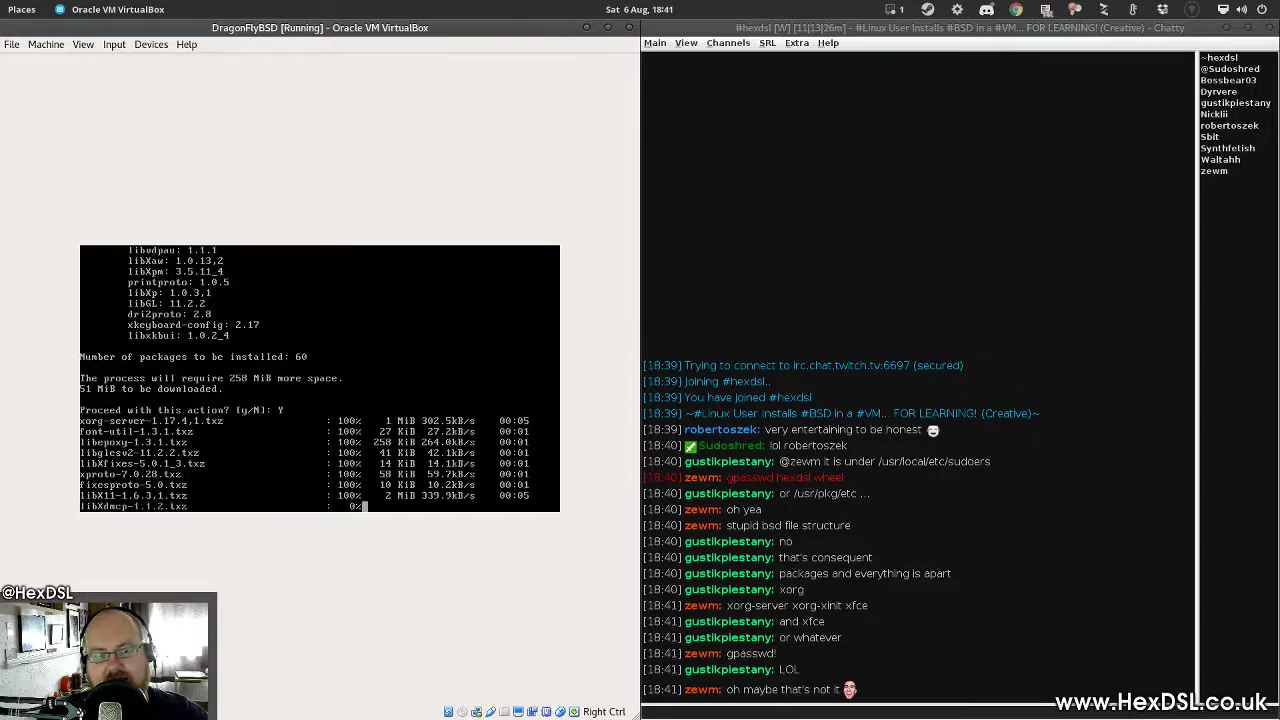 Places Oracle VM VirtualBox Sat 6 Aug, 18:41 1
DragonFlyBSD [Running] - Oracle VM VirtualBox
File Machine View Input Devices Help
libvdpau: 1.1.1
libXaw: 1.0.13,2
libXpm: 3.5.11_4
printproto: 1.0.5
libXp: 1.0.3,1
libGL: 11.2.2
dri2proto: 2.8
xkeyboard-config: 2.17
libxkbui: 1.0.2_4
Number of packages to be installed: 60
The process will require 258 MiB more space.
51 MiB to be downloaded.
Proceed with this action? [y/N]: Y
xorg-server-1.17.4,1.txz : 100% 1 MiB 302.5kB/s 00:05
font-util-1.3.1.txz : 100% 27 KiB 27.2kB/s 00:01
libepoxy-1.3.1.txz : 100% 258 KiB 264.0kB/s 00:01
libglesv2-11.2.2.txz : 100% 41 KiB 42.1kB/s 00:01
libXfixes-5.0.1_3.txz : 100% 14 KiB 14.1kB/s 00:01
xproto-7.0.28.txz : 100% 58 KiB 59.7kB/s 00:01
fixesproto-5.0.txz : 100% 10 KiB 10.2kB/s 00:01
libX11-1.6.3,1.txz : 100% 2 MiB 339.9kB/s 00:05
libXdmcp-1.1.2.txz : 0%
@HexDSL
Right Ctrl
#hexdsl [W] [11|13|26m] - #Linux User Installs #BSD in a #VM... FOR LEARNING! (Creative) - Chatty
Main View Channels SRL Extra Help
[18:39] Trying to connect to irc.chat.twitch.tv:6697 (secured)
[18:39] Joining #hexdsl..
[18:39] You have joined #hexdsl
[18:39] ~#Linux User Installs #BSD in a #VM... FOR LEARNING! (Creative)~
[18:39] robertoszek: very entertaining to be honest
[18:40] Sudoshred: lol robertoszek
[18:40] gustikpiestany: @zewm it is under /usr/local/etc/sudoers
[18:40] zewm: gpasswd hexdsl wheel
[18:40] gustikpiestany: or /usr/pkg/etc ...
[18:40] zewm: oh yea
[18:40] zewm: stupid bsd file structure
[18:40] gustikpiestany: no
[18:40] gustikpiestany: that's consequent
[18:40] gustikpiestany: packages and everything is apart
[18:40] gustikpiestany: xorg
[18:41] zewm: xorg-server xorg-xinit xfce
[18:41] gustikpiestany: and xfce
[18:41] gustikpiestany: or whatever
[18:41] zewm: gpasswd!
[18:41] gustikpiestany: LOL
[18:41] zewm: oh maybe that's not it
~hexdsl
@Sudoshred
Bossbear03
Dyrvere
gustikpiestany
Nicklii
robertoszek
Sbit
Synthfetish
Waltahh
zewm
www.HexDSL.co.uk